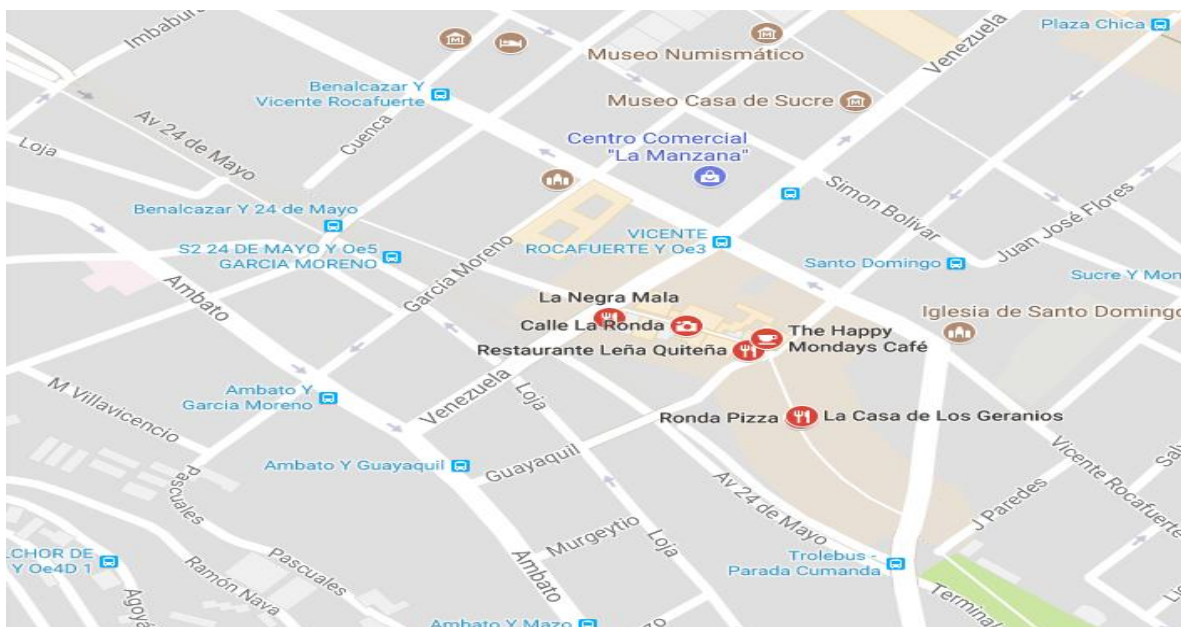 Imbabura
Plaza Chica
Museo Numismático
Venezuela
Benalcazar Y
Vicente Rocafuerte
Museo Casa de Sucre
Av 24 de Mayo
Cuenca
Centro Comercial
"La Manzana"
Loja
Simon Bolivar
Juan José Flores
Benalcazar Y 24 de Mayo
S2 24 DE MAYO Y Oe5
GARCIA MORENO
Garcia Moreno
VICENTE
ROCAFUERTE Y Oe3
Santo Domingo
Sucre Y Mon
Ambato
La Negra Mala
Calle La Ronda
Iglesia de Santo Domingo
The Happy
Mondays Café
Restaurante Leña Quiteña
Ambato Y
Garcia Moreno
M Villavicencio
Venezuela
Loja
Ronda Pizza
La Casa de Los Geranios
Ambato Y Guayaquil
Guayaquil
Vicente Rocafuerte
Pascuales
Av 24 de Mayo
J Paredes
Murgeytio
Loja
LCHOR DE
Y Oe4D 1
Pascuales
Ramón Nava
Ambato
Trolebus -
Parada Cumanda
Terminal
Agoya
Ambato Y Mazo